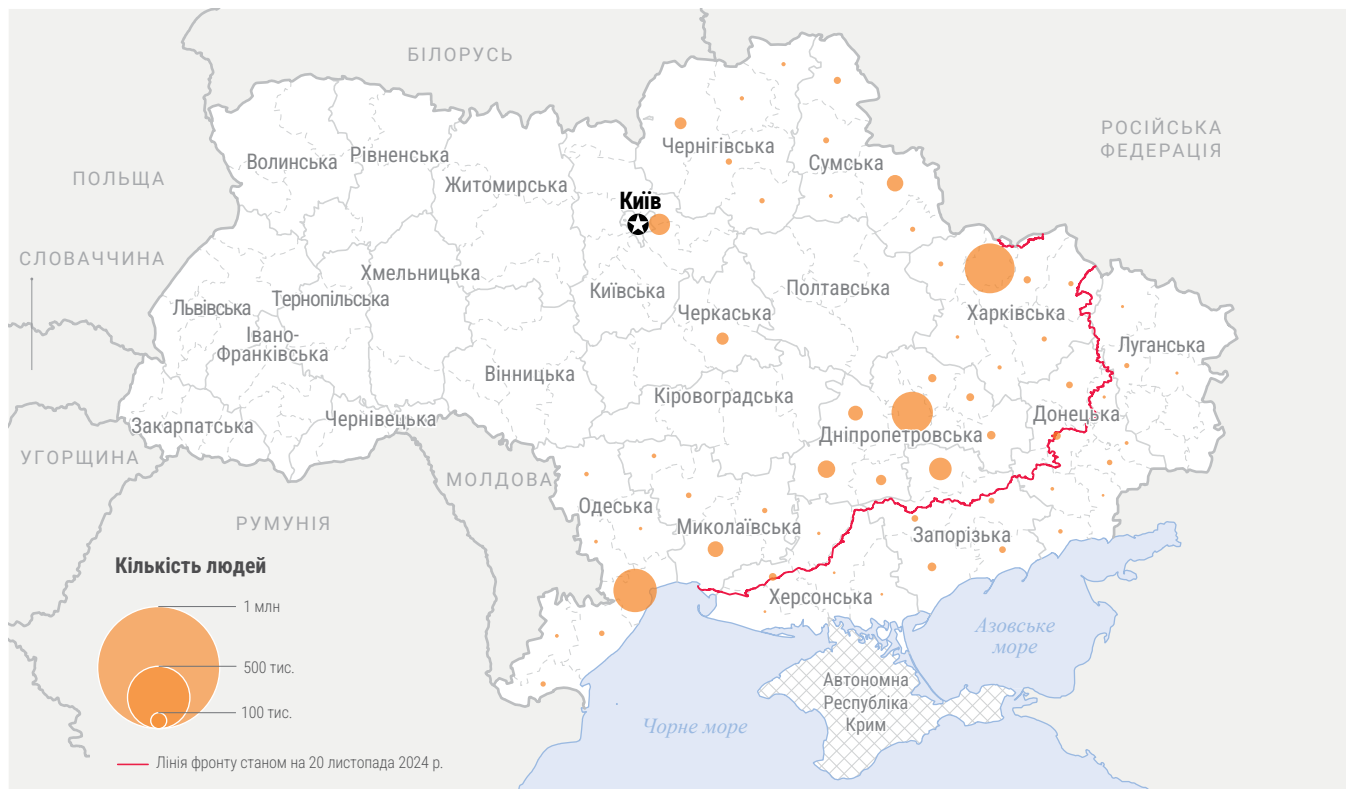 БІЛОРУСЬ
РОСІЙСЬКА
ФЕДЕРАЦІЯ
ПОЛЬЩА
СЛОВАЧЧИНА
УГОРЩИНА
РУМУНІЯ
МОЛДОВА
Волинська
Рівненська
Житомирська
Чернігівська
Сумська
Київ
Київська
Хмельницька
Тернопільська
Львівська
Івано-
Франківська
Закарпатська
Чернівецька
Вінницька
Черкаська
Полтавська
Харківська
Луганська
Кіровоградська
Дніпропетровська
Донецька
Одеська
Миколаївська
Запорізька
Херсонська
Азовське
море
Автономна
Республіка
Крим
Чорне море
Кількість людей
1 млн
500 тис.
100 тис.
Лінія фронту станом на 20 листопада 2024 р.